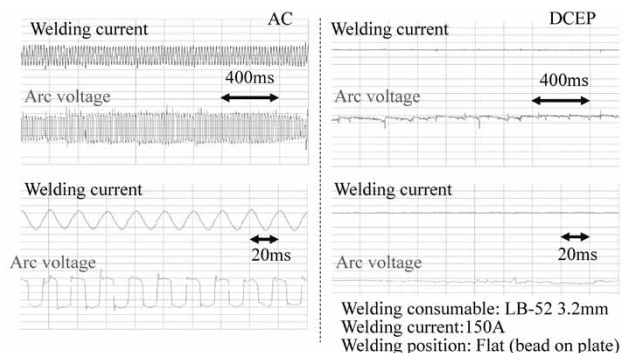 AC
Welding current
400ms
Arc voltage
Welding current
20ms
Arc voltage
DCEP
Welding current
400ms
Arc voltage
Welding current
20ms
Arc voltage
Welding consumable: LB-52 3.2mm
Welding current:150A
Welding position: Flat (bead on plate)